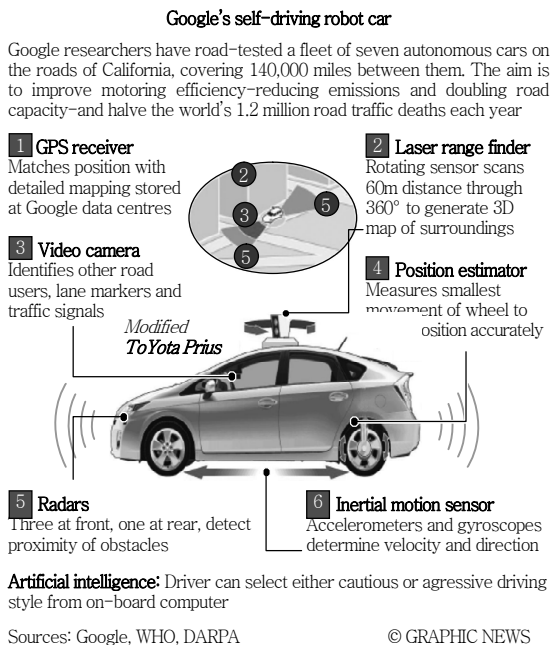 Google's self-driving robot car
Google researchers have road-tested a fleet of seven autonomous cars on
the roads of California, covering 140,000 miles between them. The aim is
to improve motoring efficiency-reducing emissions and doubling road
capacity-and halve the world's 1.2 million road traffic deaths each year
1 GPS receiver
Matches position with
detailed mapping stored
at Google data centres
2 Laser range finder
Rotating sensor scans
60m distance through
360° to generate 3D
map of surroundings
2
3
5
5
3 Video camera
Identifies other road
users, lane markers and
traffic signals
4 Position estimator
Measures smallest
movement of wheel to
osition accurately
Modified
ToYota Prius
5 Radars
Three at front, one at rear, detect
proximity of obstacles
6 Inertial motion sensor
Accelerometers and gyroscopes
determine velocity and direction
Artificial intelligence: Driver can select either cautious or agressive driving
style from on-board computer
Sources: Google, WHO, DARPA
© GRAPHIC NEWS